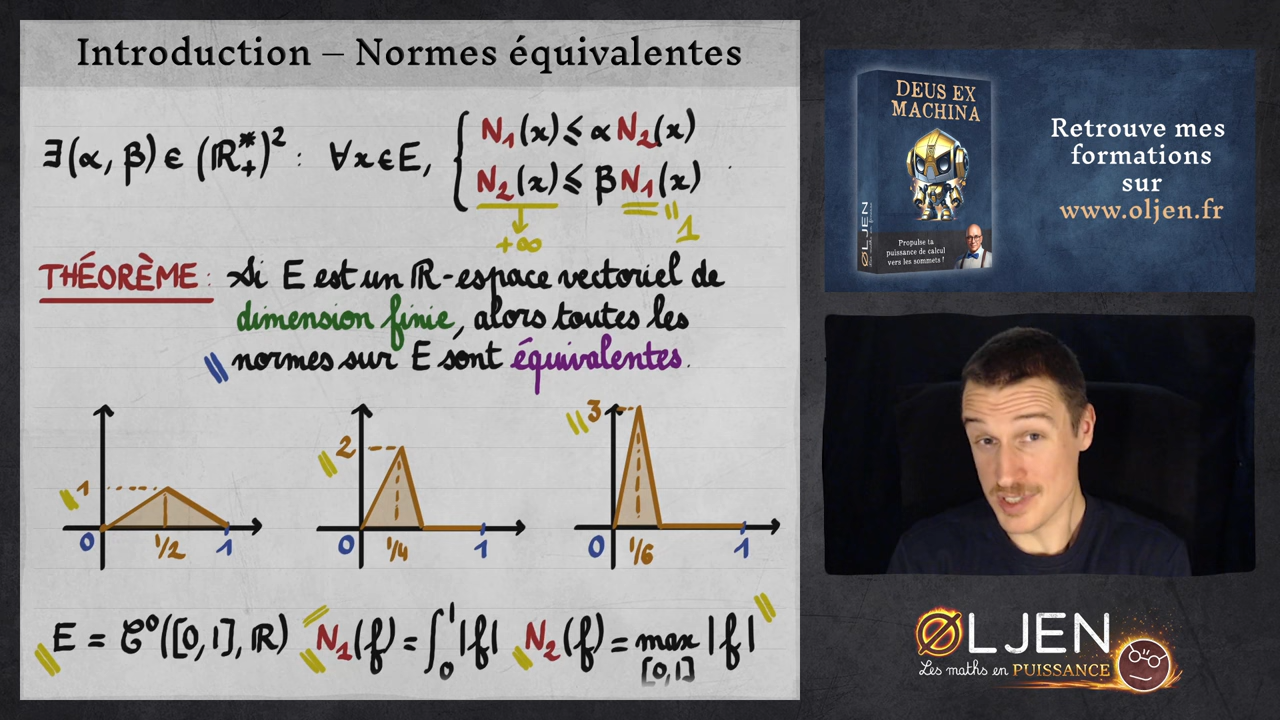 Introduction – Normes équivalentes
∃(α, β) ∈ (ℝ₊*)² : ∀x∈E, { N₁(x) ⩽ α N₂(x)
N₂(x) ⩽ β N₁(x)
" 1
+∞
THÉORÈME : Si E est un ℝ-espace vectoriel de
dimension finie, alors toutes les
normes sur E sont équivalentes.
1
0 1/2 1
2
0 1/4 1
3
0 1/6 1
E = 𝒞⁰([0,1], ℝ) N₁(f) = ∫₀¹ |f| N₂(f) = max |f|
[0,1]
DEUS EX
MACHINA
OLJEN
Propulse ta
puissance de calcul
vers les sommets !
Retrouve mes
formations
sur
www.oljen.fr
ØLJEN
Les maths en PUISSANCE